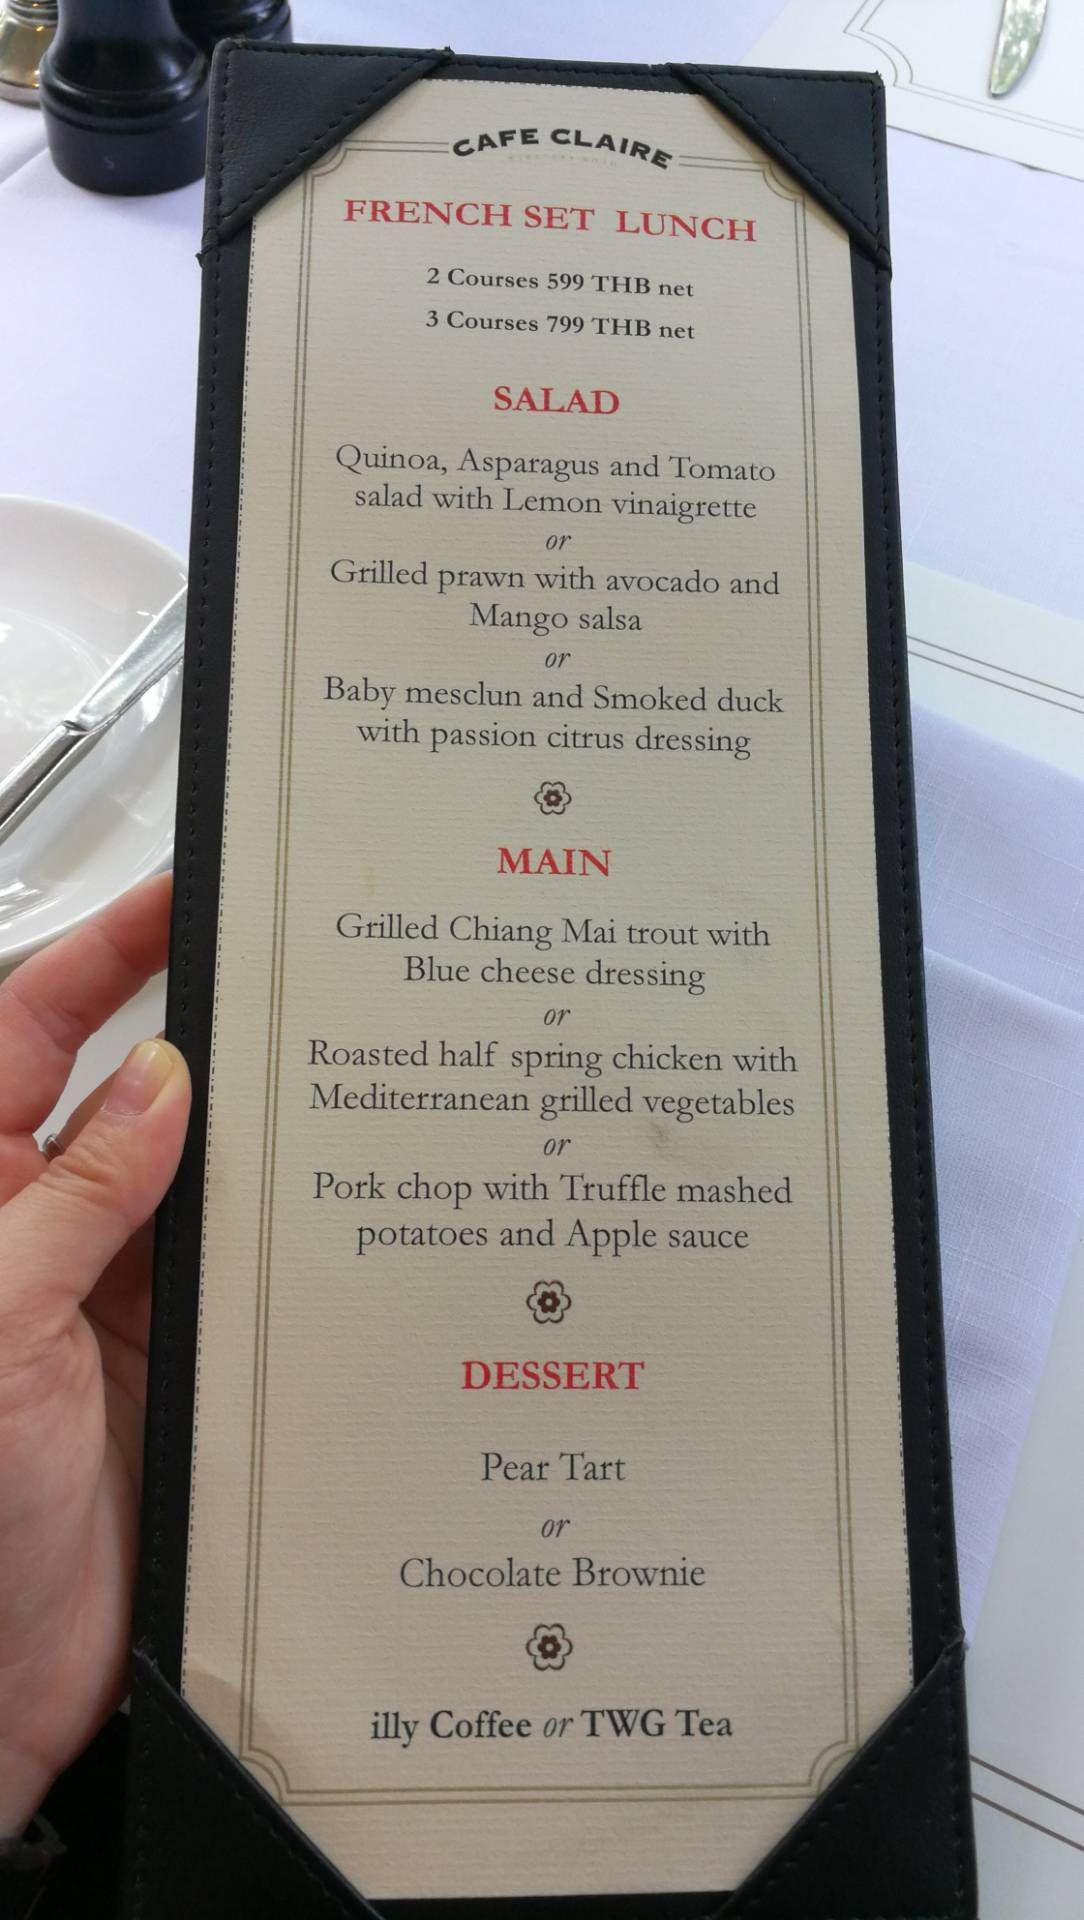 CAFE CLAIRE
FRENCH SET LUNCH
2 Courses 599 THB net
3 Courses 799 THB net
SALAD
Quinoa, Asparagus and Tomato
salad with Lemon vinaigrette
or
Grilled prawn with avocado and
Mango salsa
or
Baby mesclun and Smoked duck
with passion citrus dressing
MAIN
Grilled Chiang Mai trout with
Blue cheese dressing
or
Roasted half spring chicken with
Mediterranean grilled vegetables
or
Pork chop with Truffle mashed
potatoes and Apple sauce
DESSERT
Pear Tart
or
Chocolate Brownie
illy Coffee or TWG Tea